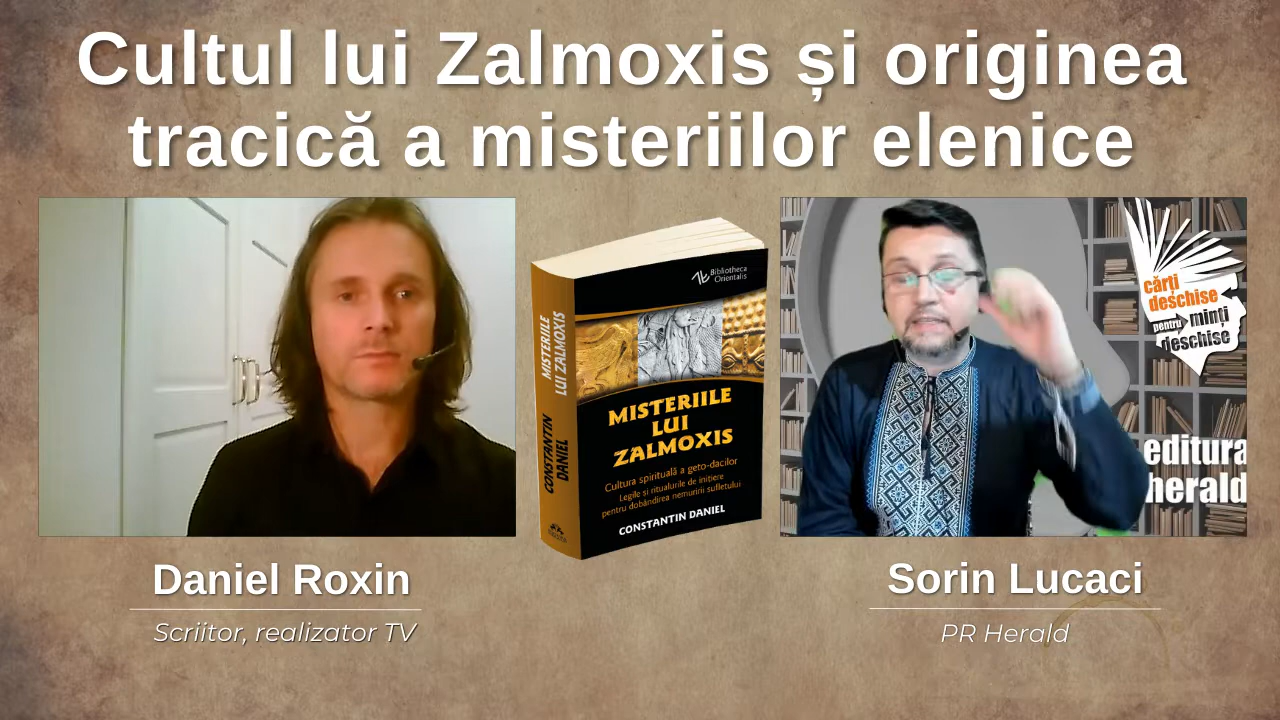 Cultul lui Zalmoxis și originea
tracică a misteriilor elenice
Bibliotheca
Orientalis
MISTERIILE
LUI ZALMOXIS
CONSTANTIN
DANIEL
MISTERIILE
LUI
ZALMOXIS
Cultura spirituală a geto-dacilor
Legile și ritualurile de inițiere
pentru dobândirea nemuririi sufletului
CONSTANTIN DANIEL
cărți
deschise
pentru minți
deschise
editura
herald
Daniel Roxin
Scriitor, realizator TV
Sorin Lucaci
PR Herald